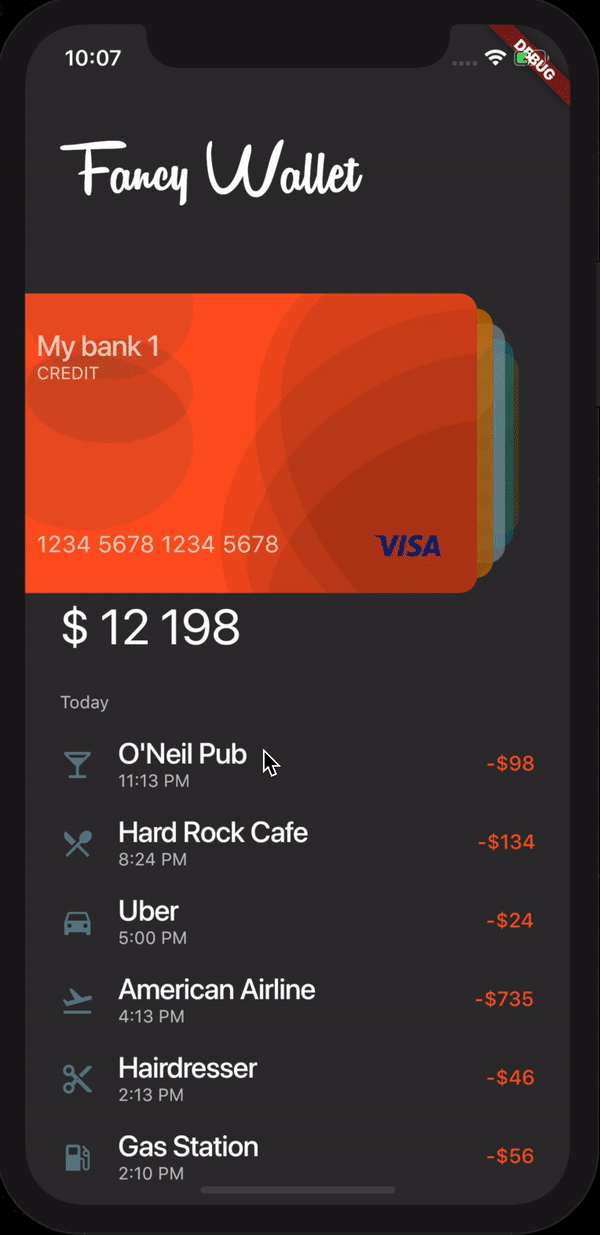 10:07
DEBUG
Fancy Wallet
My bank 1
CREDIT
1234 5678 1234 5678
VISA
$ 12 198
Today
O'Neil Pub
11:13 PM
-$98
Hard Rock Cafe
8:24 PM
-$134
Uber
5:00 PM
-$24
American Airline
4:13 PM
-$735
Hairdresser
2:13 PM
-$46
Gas Station
2:10 PM
-$56